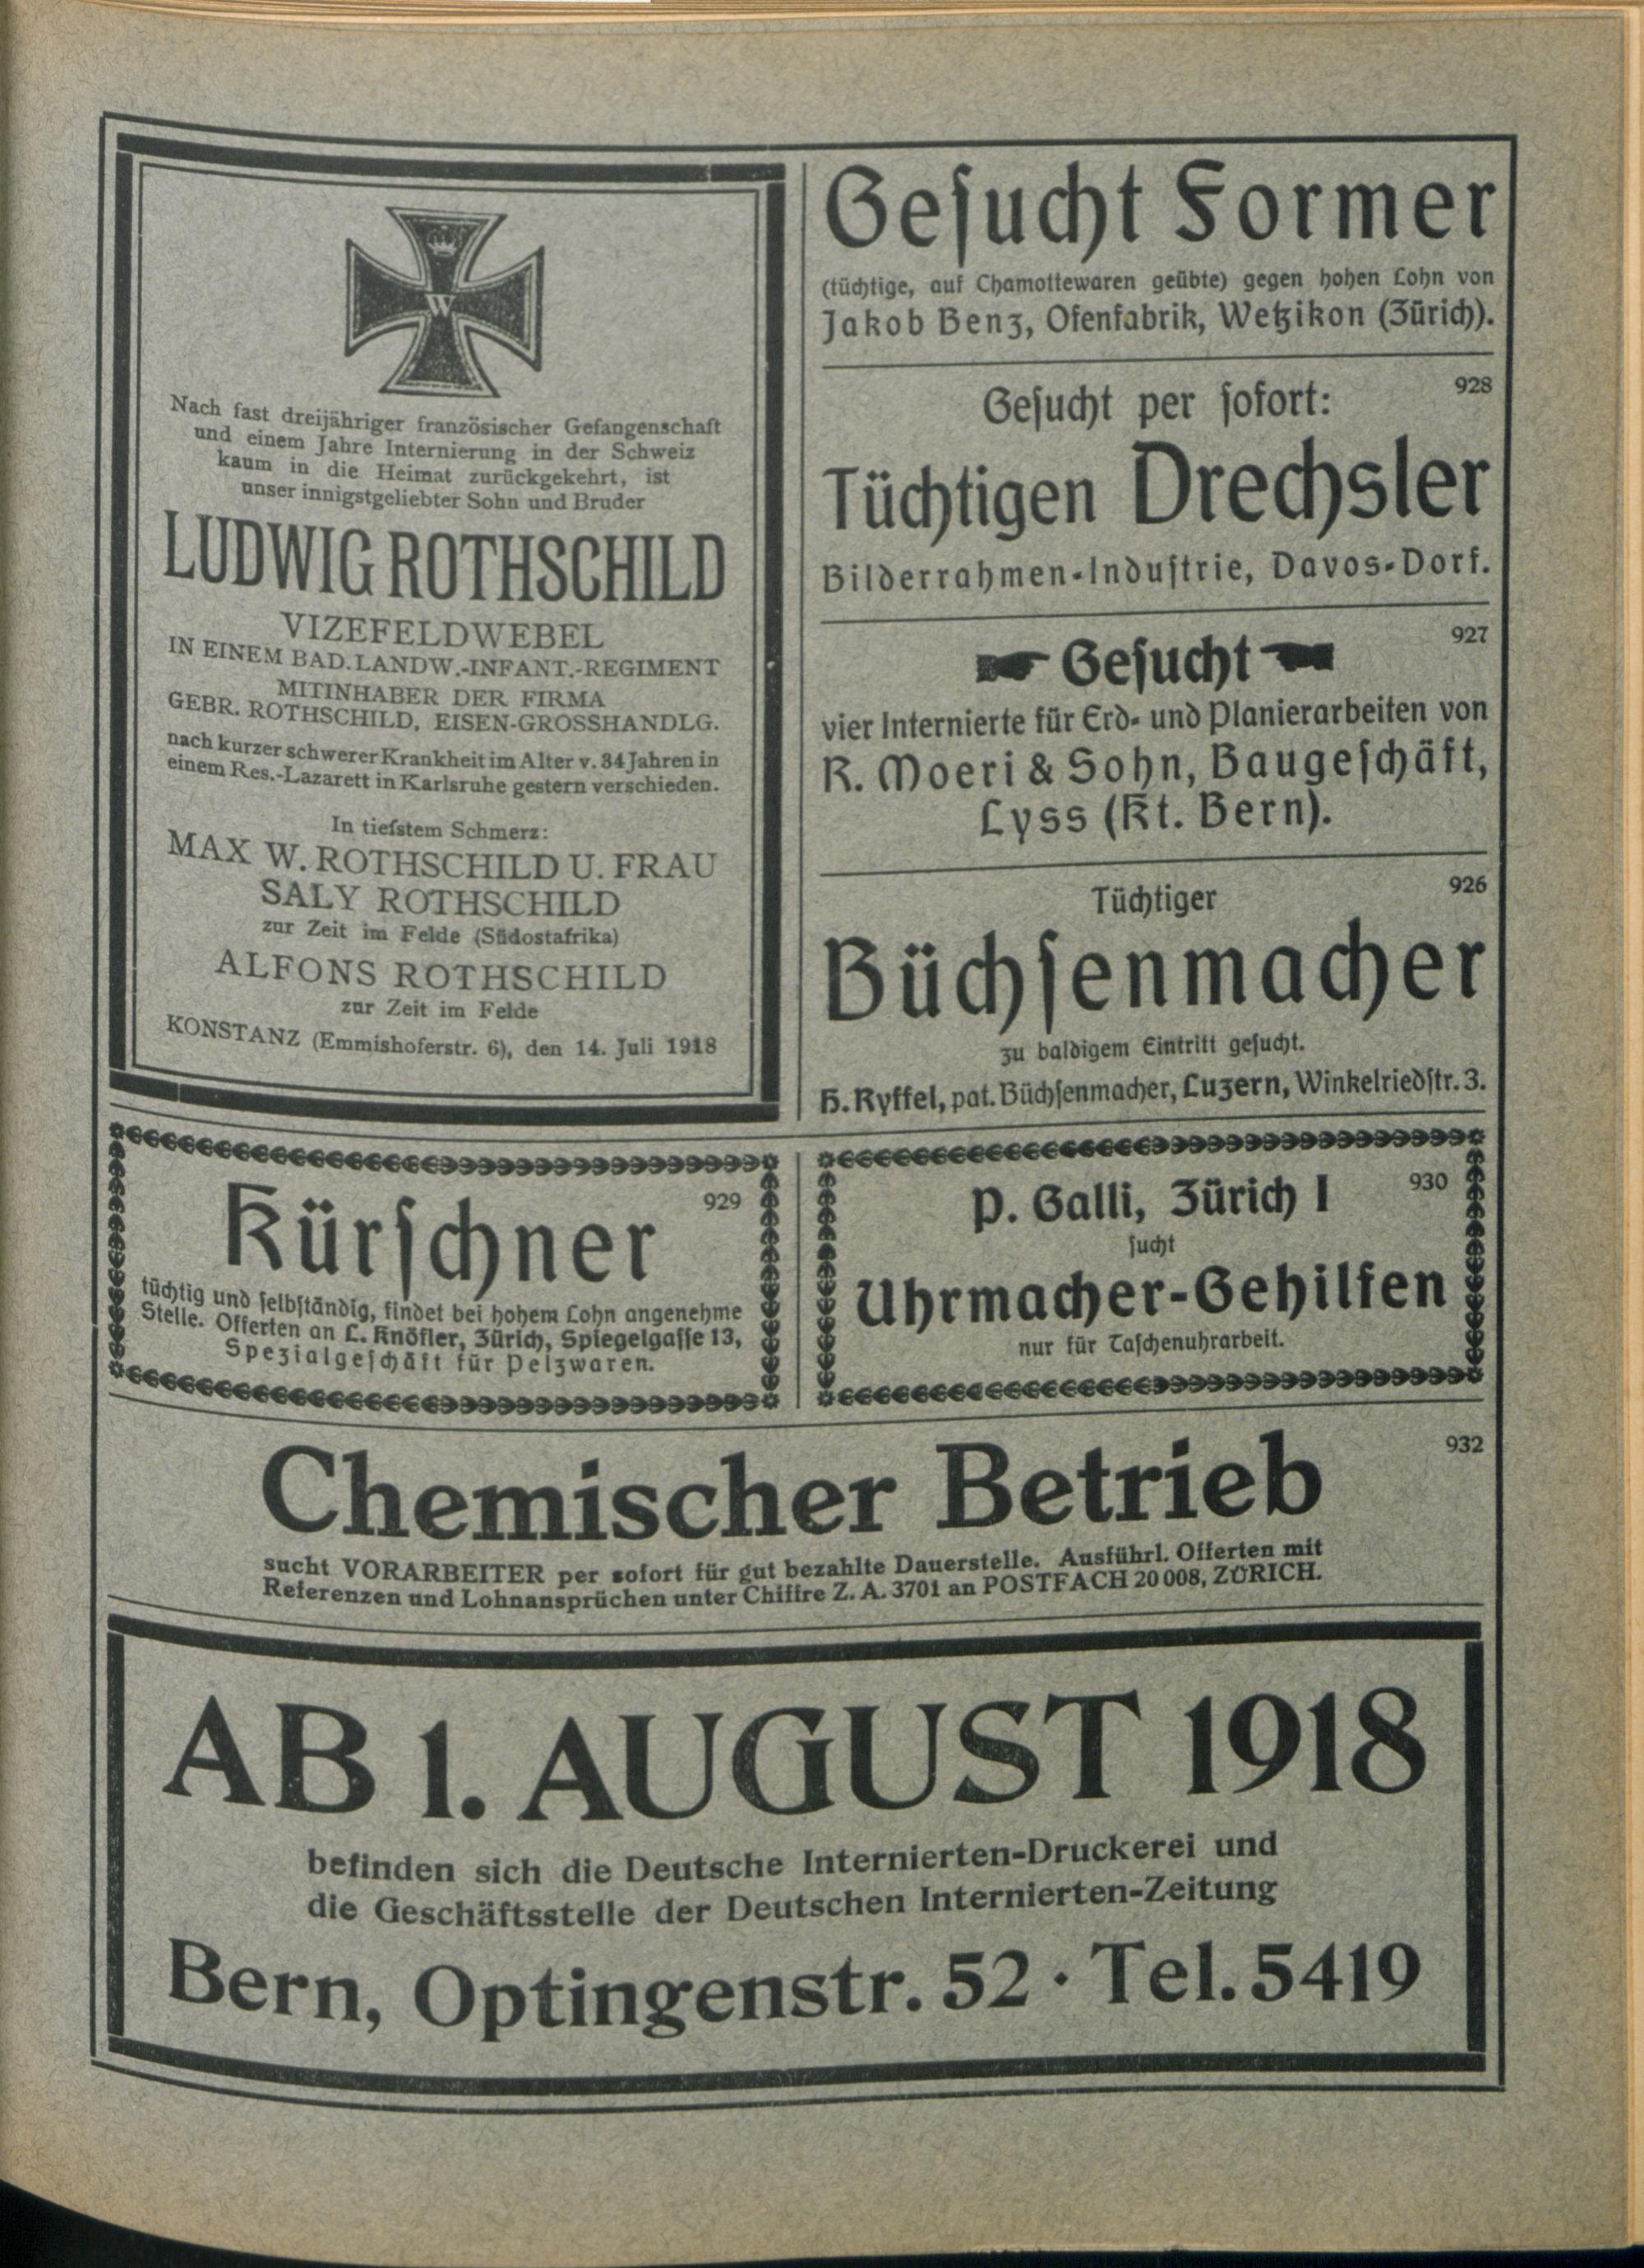 W
Nach fast dreijähriger französischer Gefangenschaft
und einem Jahre Internierung in der Schweiz
kaum in die Heimat zurückgekehrt, ist
unser innigstgeliebter Sohn und Bruder
LUDWIG ROTHSCHILD
VIZEFELDWEBEL
IN EINEM BAD. LANDW.-INFANT.-REGIMENT
MITINHABER DER FIRMA
GEBR. ROTHSCHILD, EISEN-GROSSHANDLG.
nach kurzer schwerer Krankheit im Alter v. 34 Jahren in
einem Res.-Lazarett in Karlsruhe gestern verschieden.
In tiefstem Schmerz:
MAX W. ROTHSCHILD U. FRAU
SALY ROTHSCHILD
zur Zeit im Felde (Südostafrika)
ALFONS ROTHSCHILD
zur Zeit im Felde
KONSTANZ (Emmishoferstr. 6), den 14. Juli 1918
Geſucht Former
(tüchtige, auf Chamottewaren geübte) gegen hohen Lohn von
Jakob Benz, Ofenfabrik, Wetzikon (Zürich).
928
Geſucht per ſofort:
Tüchtigen Drechsler
Bilderrahmen-Induſtrie, Davos-Dorf.
927
Geſucht
vier Internierte für Erd- und Planierarbeiten von
R. Moeri & Sohn, Baugeſchäft,
Lyss (Kt. Bern).
926
Tüchtiger
Büchſenmacher
zu baldigem Eintritt geſucht.
H. Ryffel, pat. Büchſenmacher, Luzern, Winkelriedſtr. 3.
929
Kürſchner
tüchtig und ſelbſtändig, findet bei hohem Lohn angenehme
Stelle. Offerten an L. Knöfler, Zürich, Spiegelgaſſe 13,
Spezialgeſchäft für Pelzwaren.
930
P. Galli, Zürich I
ſucht
Uhrmacher-Gehilfen
nur für Taſchenuhrarbeit.
932
Chemischer Betrieb
sucht VORARBEITER per sofort für gut bezahlte Dauerstelle. Ausführl. Offerten mit
Referenzen und Lohnansprüchen unter Chiffre Z. A. 3701 an POSTFACH 20 008, ZÜRICH.
AB 1. AUGUST 1918
befinden sich die Deutsche Internierten-Druckerei und
die Geschäftsstelle der Deutschen Internierten-Zeitung
Bern, Optingenstr. 52 · Tel. 5419